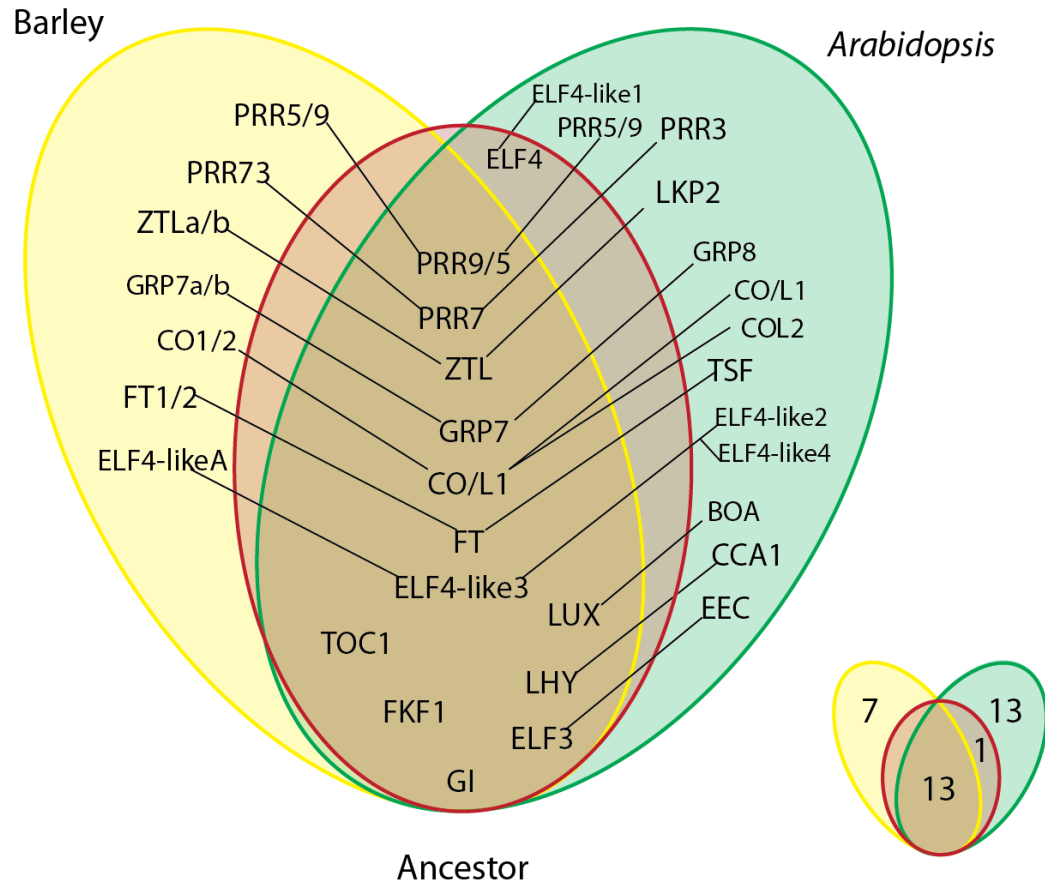 Barley
Arabidopsis
ELF4-like1
PRR5/9
PRR5/9
PRR3
ELF4
PRR73
LKP2
ZTLa/b
PRR9/5
GRP8
GRP7a/b
CO/L1
PRR7
COL2
CO1/2
ZTL
TSF
FT1/2
GRP7
ELF4-like2
ELF4-likeA
ELF4-like4
CO/L1
BOA
FT
CCA1
ELF4-like3
LUX
EEC
TOC1
LHY
FKF1
ELF3
GI
7
13
1
13
Ancestor